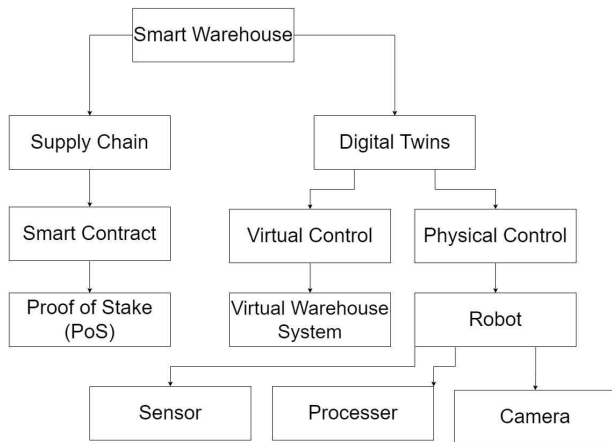 Smart Warehouse
Supply Chain
Digital Twins
Smart Contract
Virtual Control
Physical Control
Proof of Stake
(PoS)
Virtual Warehouse
System
Robot
Sensor
Processer
Camera